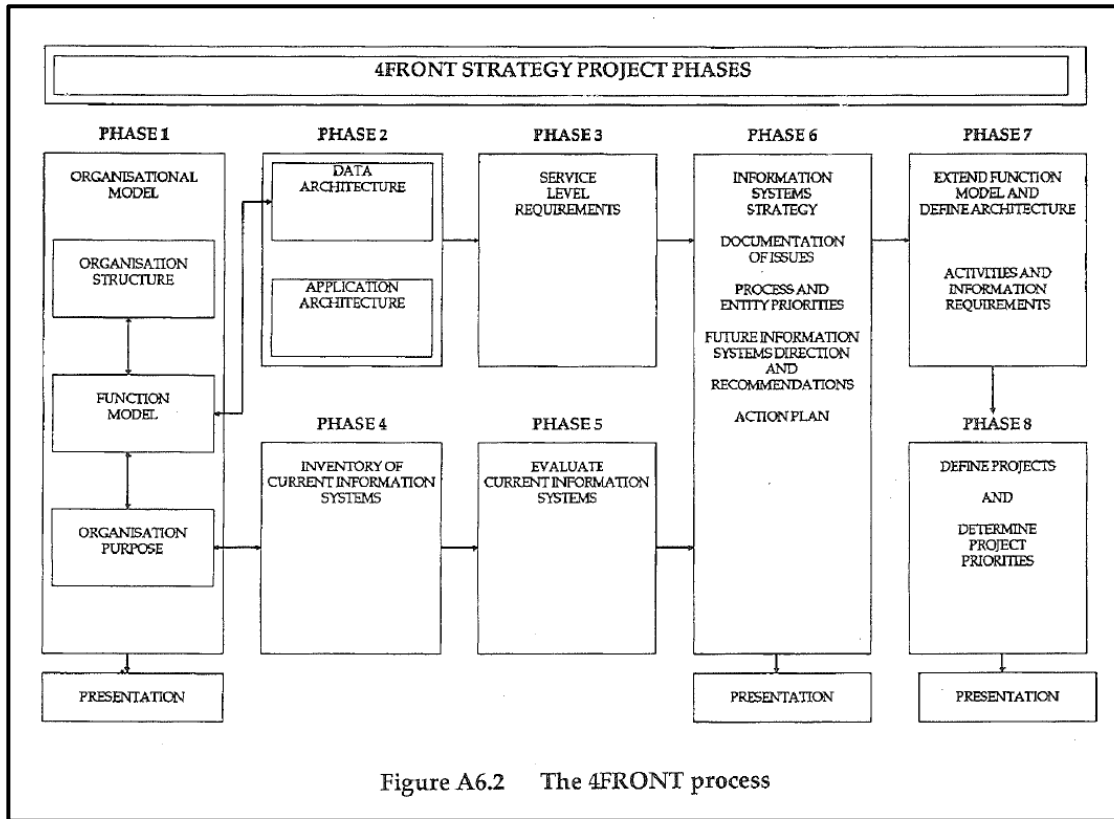 4FRONT STRATEGY PROJECT PHASES
PHASE 1
ORGANISATIONAL
MODEL
ORGANISATION
STRUCTURE
FUNCTION
MODEL
ORGANISATION
PURPOSE
PRESENTATION
PHASE 2
DATA
ARCHITECTURE
APPLICATION
ARCHITECTURE
PHASE 3
SERVICE
LEVEL
REQUIREMENTS
PHASE 4
INVENTORY OF
CURRENT INFORMATION
SYSTEMS
PHASE 5
EVALUATE
CURRENT INFORMATION
SYSTEMS
PHASE 6
INFORMATION
SYSTEMS
STRATEGY
DOCUMENTATION
OF ISSUES
PROCESS AND
ENTITY PRIORITIES
FUTURE INFORMATION
SYSTEMS DIRECTION
AND
RECOMMENDATIONS
ACTION PLAN
PRESENTATION
PHASE 7
EXTEND FUNCTION
MODEL AND
DEFINE ARCHITECTURE
ACTIVITIES AND
INFORMATION
REQUIREMENTS
PHASE 8
DEFINE PROJECTS
AND
DETERMINE
PROJECT
PRIORITIES
PRESENTATION
Figure A6.2 The 4FRONT process